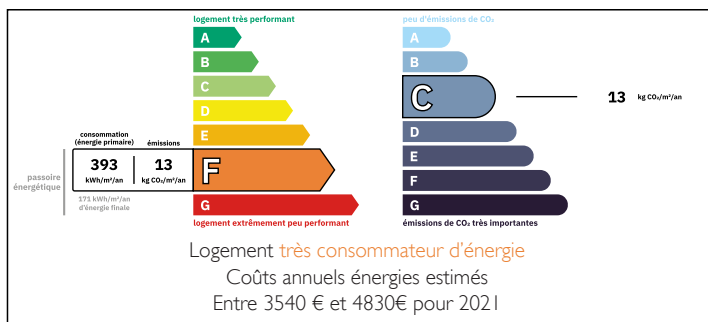 logement très performant
A
B
C
D
E
consommation
(énergie primaire)
émissions
393
kWh/m²/an
13
kg CO₂/m²/an
F
passoire
énergétique
171 kWh/m²/an
d'énergie finale
G
logement extrêmement peu performant
peu d'émissions de CO₂
A
B
C
13 kg CO₂/m²/an
D
E
F
G
émissions de CO₂ très importantes
Logement très consommateur d'énergie
Coûts annuels énergies estimés
Entre 3540 € et 4830€ pour 2021